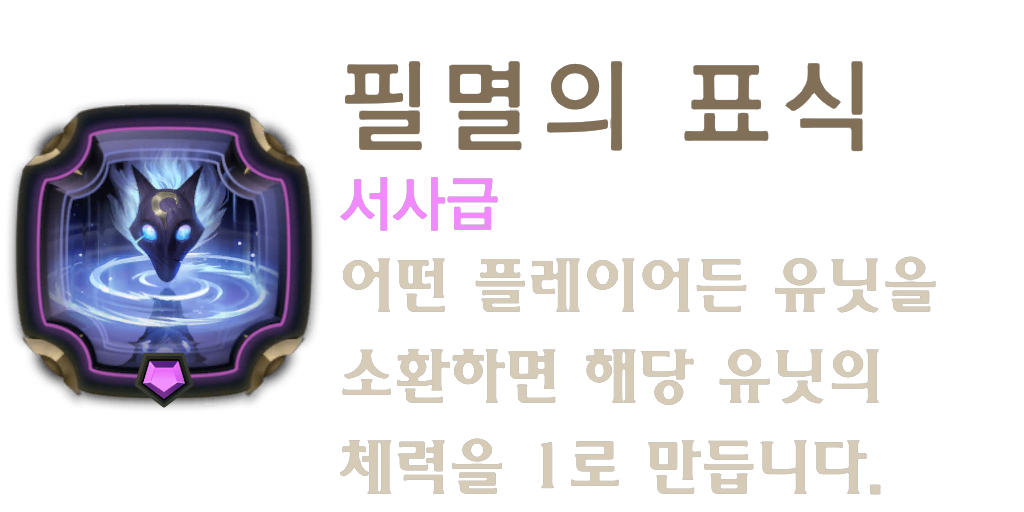 필멸의 표식
서사급
어떤 플레이어든 유닛을
소환하면 해당 유닛의
체력을 1로 만듭니다.